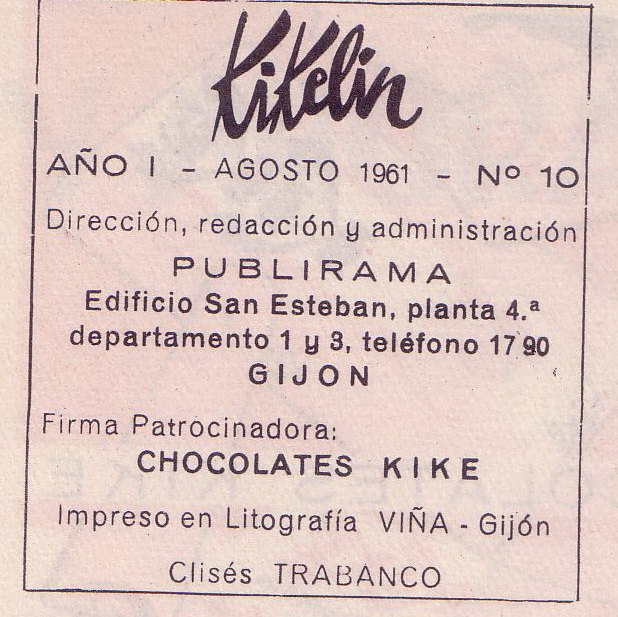 Kikelin
AÑO I - AGOSTO 1961 - Nº 10
Dirección, redacción y administración
PUBLIRAMA
Edificio San Esteban, planta 4.ª
departamento 1 y 3, teléfono 17 90
GIJON
Firma Patrocinadora:
CHOCOLATES KIKE
Impreso en Litografía VIÑA - Gijón
Clisés TRABANCO